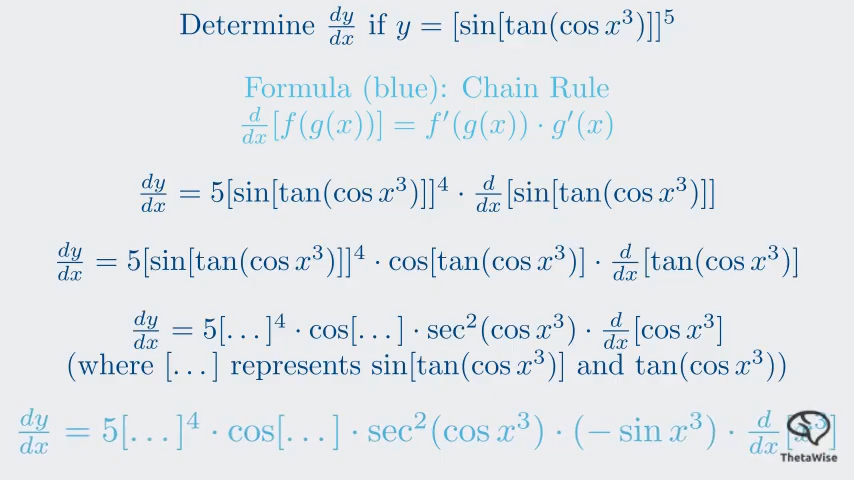 Determine dy/dx if y = [sin[tan(cos x³)]]⁵
Formula (blue): Chain Rule
d/dx[f(g(x))] = f′(g(x)) · g′(x)
dy/dx = 5[sin[tan(cos x³)]]⁴ · d/dx[sin[tan(cos x³)]]
dy/dx = 5[sin[tan(cos x³)]]⁴ · cos[tan(cos x³)] · d/dx[tan(cos x³)]
dy/dx = 5[...]⁴ · cos[...] · sec²(cos x³) · d/dx[cos x³]
(where [...] represents sin[tan(cos x³)] and tan(cos x³))
dy/dx = 5[...]⁴ · cos[...] · sec²(cos x³) · (− sin x³) · d/dx[x³]
ThetaWise